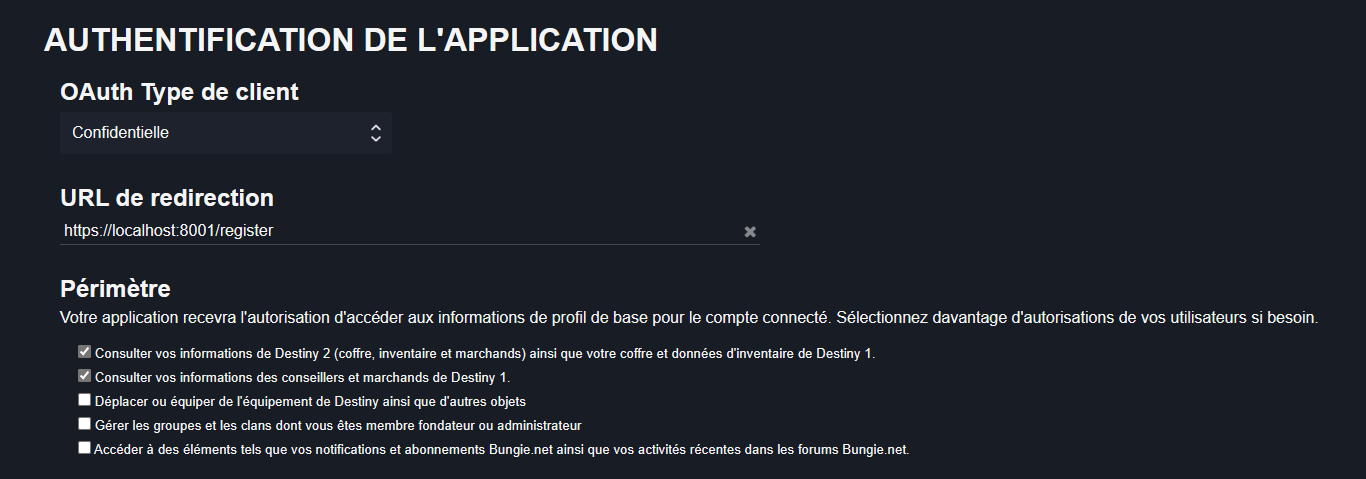 AUTHENTIFICATION DE L'APPLICATION
OAuth Type de client
Confidentielle
URL de redirection
https://localhost:8001/register
Périmètre
Votre application recevra l'autorisation d'accéder aux informations de profil de base pour le compte connecté. Sélectionnez davantage d'autorisations de vos utilisateurs si besoin.
Consulter vos informations de Destiny 2 (coffre, inventaire et marchands) ainsi que votre coffre et données d'inventaire de Destiny 1.
Consulter vos informations des conseillers et marchands de Destiny 1.
Déplacer ou équiper de l'équipement de Destiny ainsi que d'autres objets
Gérer les groupes et les clans dont vous êtes membre fondateur ou administrateur
Accéder à des éléments tels que vos notifications et abonnements Bungie.net ainsi que vos activités récentes dans les forums Bungie.net.